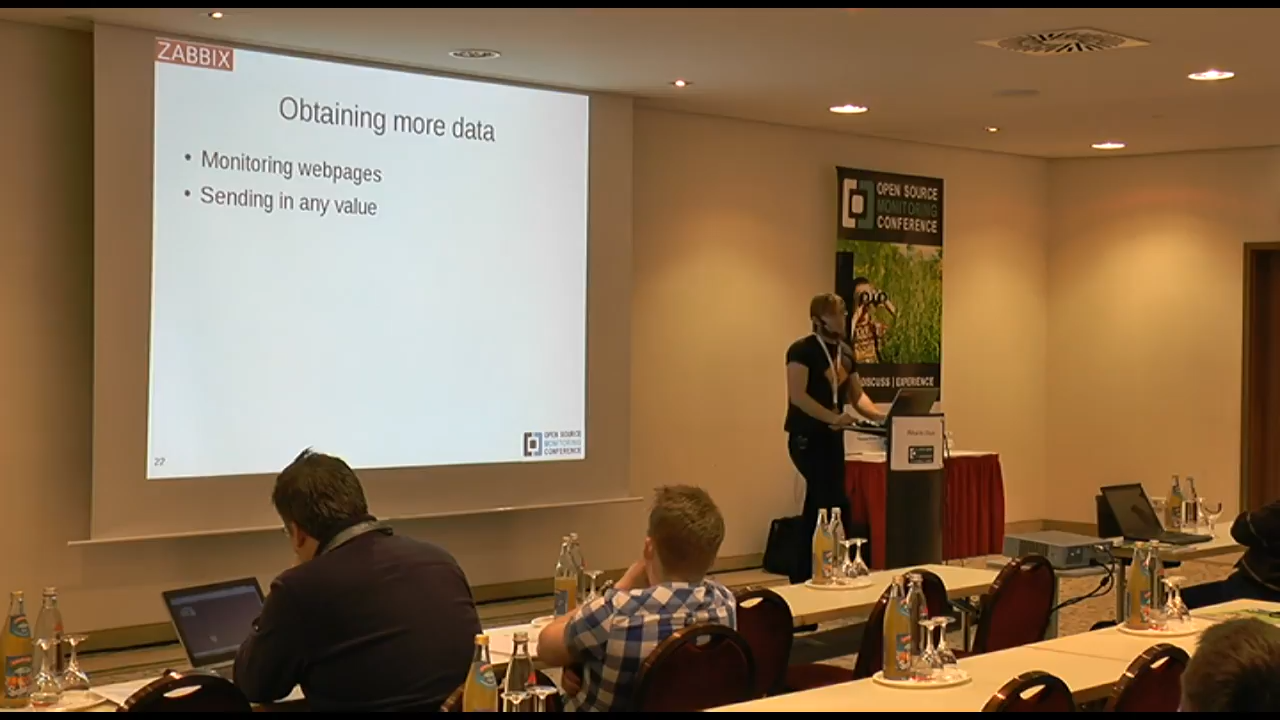 ZABBIX
Obtaining more data
• Monitoring webpages
• Sending in any value
22
OPEN SOURCE
MONITORING
CONFERENCE
OPEN SOURCE
MONITORING
CONFERENCE
DISCUSS | EXPERIENCE